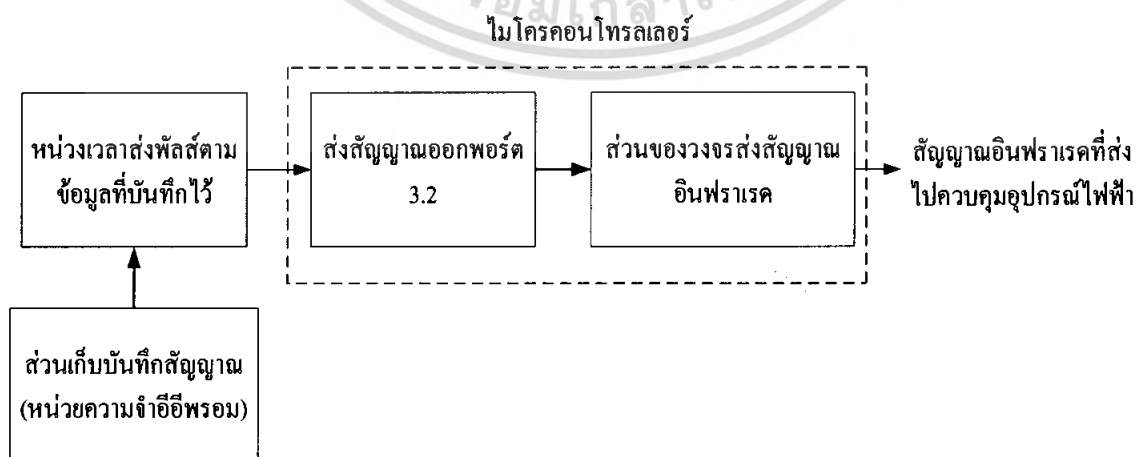 ไมโครคอนโทรลเลอร์
หน่วงเวลาส่งพัลส์ตาม
ข้อมูลที่บันทึกไว้
ส่งสัญญาณออกพอร์ต
3.2
ส่วนของวงจรส่งสัญญาณ
อินฟราเรด
สัญญาณอินฟราเรดที่ส่ง
ไปควบคุมอุปกรณ์ไฟฟ้า
ส่วนเก็บบันทึกสัญญาณ
(หน่วยความจำอีอีพรอม)